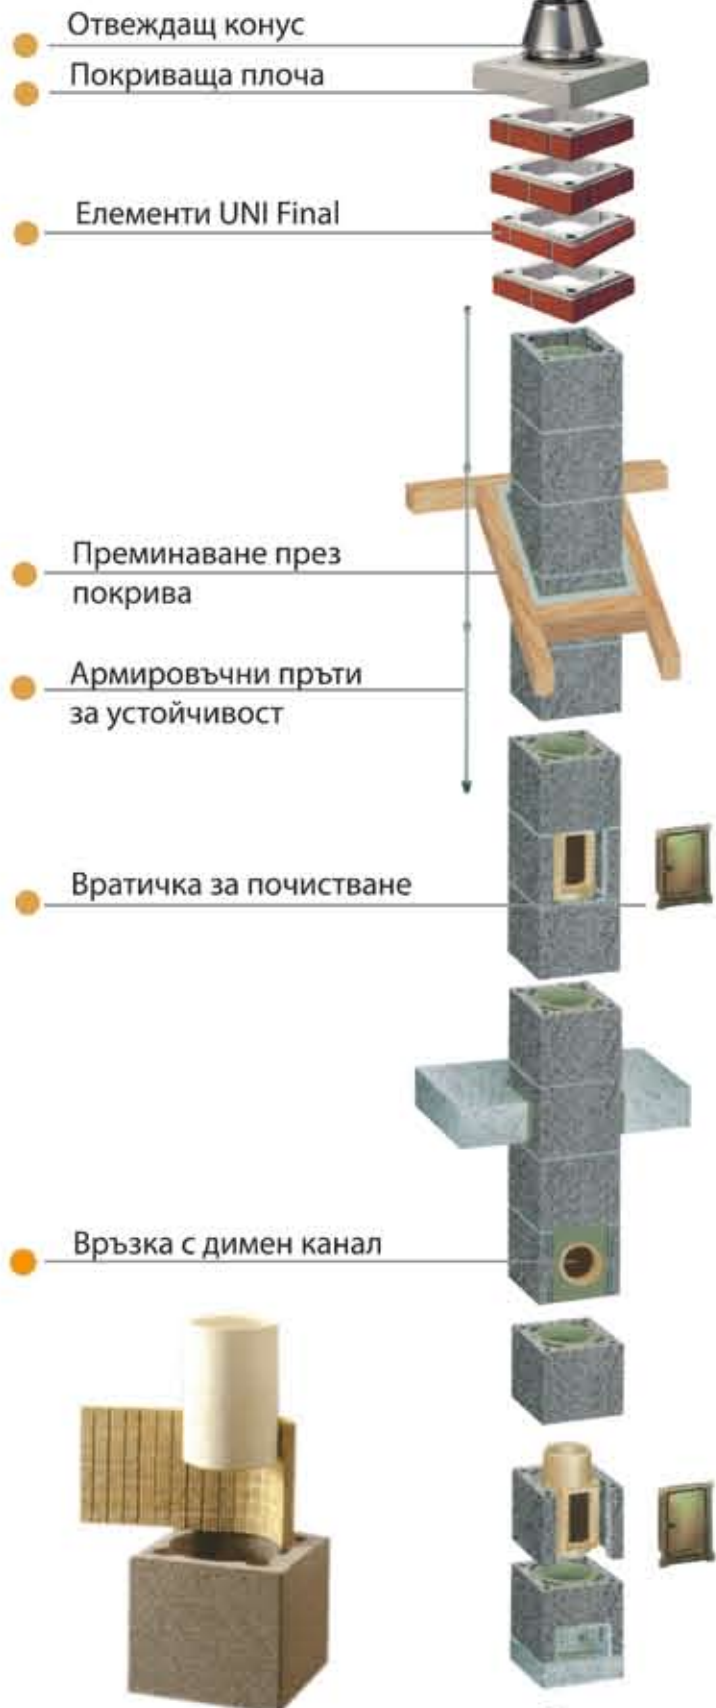 Отвеждащ конус
Покриваща плоча
Елементи UNI Final
Преминаване през
покрива
Армировъчни пръти
за устойчивост
Вратичка за почистване
Връзка с димен канал